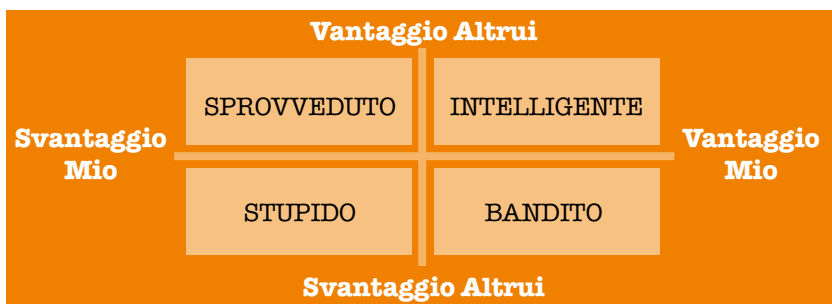 Vantaggio Altrui
SPROVVEDUTO
INTELLIGENTE
Svantaggio
Mio
Vantaggio
Mio
STUPIDO
BANDITO
Svantaggio Altrui